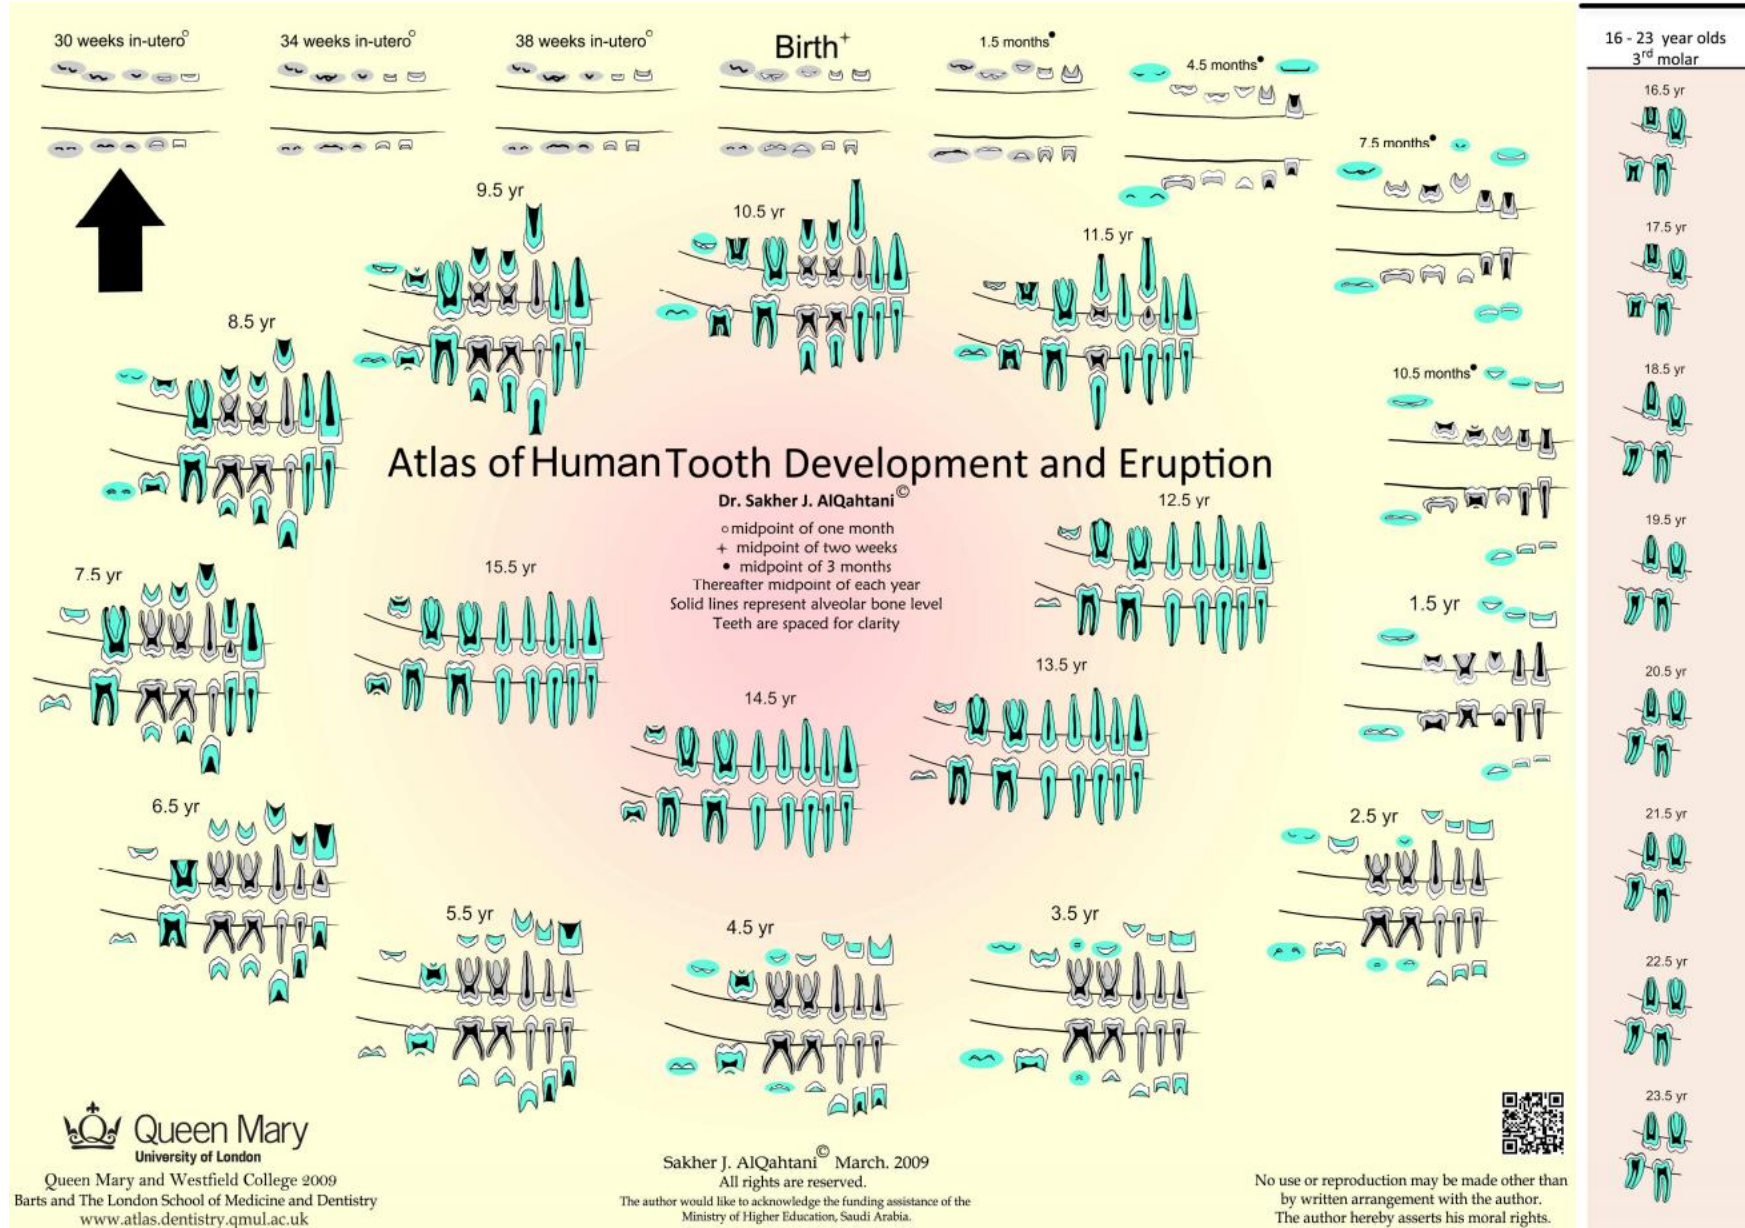 30 weeks in-utero○
34 weeks in-utero○
38 weeks in-utero○
Birth+
1.5 months●
4.5 months●
7.5 months●
10.5 months●
1.5 yr
2.5 yr
3.5 yr
4.5 yr
5.5 yr
6.5 yr
7.5 yr
8.5 yr
9.5 yr
10.5 yr
11.5 yr
12.5 yr
13.5 yr
14.5 yr
15.5 yr
Atlas of Human Tooth Development and Eruption
Dr. Sakher J. AlQahtani©
○ midpoint of one month
+ midpoint of two weeks
● midpoint of 3 months
Thereafter midpoint of each year
Solid lines represent alveolar bone level
Teeth are spaced for clarity
16 - 23 year olds
3rd molar
16.5 yr
17.5 yr
18.5 yr
19.5 yr
20.5 yr
21.5 yr
22.5 yr
23.5 yr
Queen Mary
University of London
Queen Mary and Westfield College 2009
Barts and The London School of Medicine and Dentistry
www.atlas.dentistry.qmul.ac.uk
Sakher J. AlQahtani© March. 2009
All rights are reserved.
The author would like to acknowledge the funding assistance of the
Ministry of Higher Education, Saudi Arabia.
No use or reproduction may be made other than
by written arrangement with the author.
The author hereby asserts his moral rights.